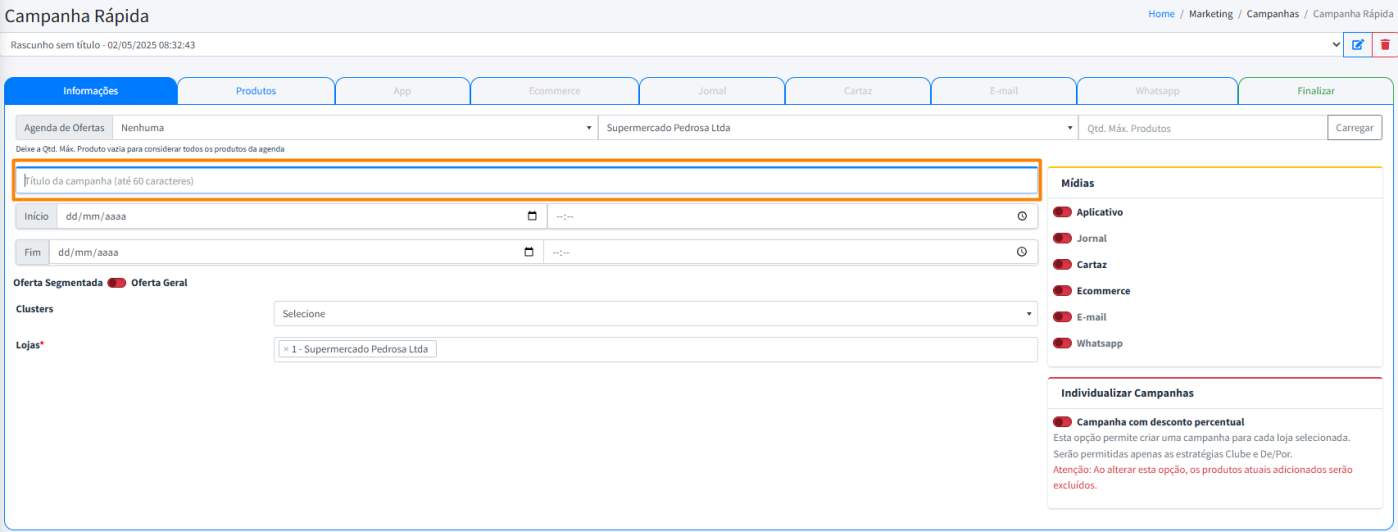 Campanha Rápida
Home / Marketing / Campanhas / Campanha Rápida
Rascunho sem título - 02/05/2025 08:32:43
Informações Produtos App Ecommerce Jornal Cartaz E-mail Whatsapp Finalizar
Agenda de Ofertas Nenhuma Supermercado Pedrosa Ltda Qtd. Máx. Produtos Carregar
Deixe a Qtd. Máx. Produto vazia para considerar todos os produtos da agenda
Título da campanha (até 60 caracteres)
Início dd/mm/aaaa --:--
Fim dd/mm/aaaa --:--
Oferta Segmentada Oferta Geral
Clusters Selecione
Lojas* × 1 - Supermercado Pedrosa Ltda
Mídias
Aplicativo
Jornal
Cartaz
Ecommerce
E-mail
Whatsapp
Individualizar Campanhas
Campanha com desconto percentual
Esta opção permite criar uma campanha para cada loja selecionada.
Serão permitidas apenas as estratégias Clube e De/Por.
Atenção: Ao alterar esta opção, os produtos atuais adicionados serão
excluídos.